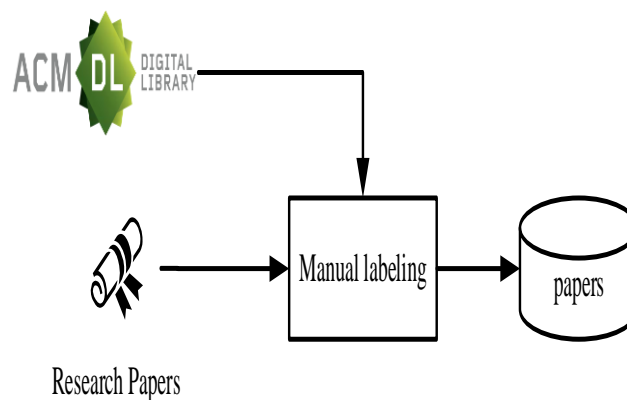 ACM DL DIGITAL
LIBRARY
Manual labeling
papers
Research Papers